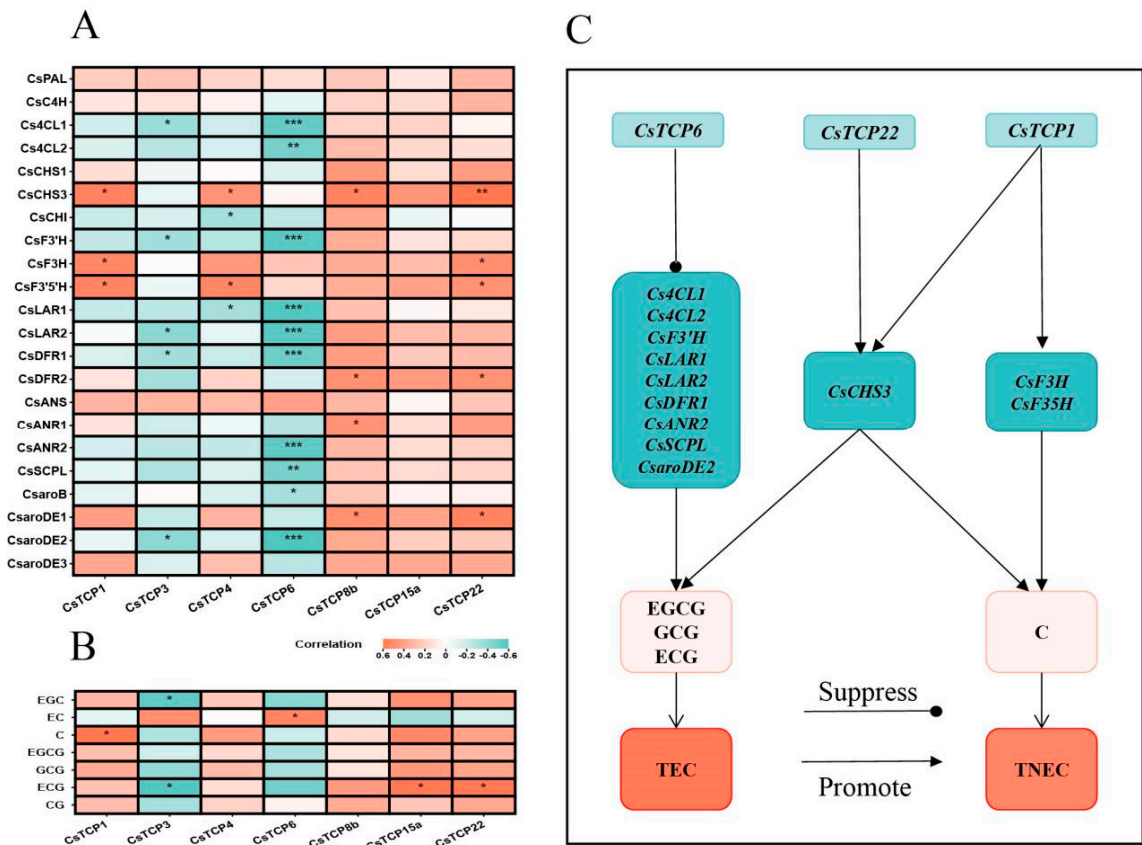 A
CsPAL
CsC4H
Cs4CL1
* ***
Cs4CL2
**
CsCHS1
CsCHS3
* * * **
CsCHI
*
CsF3'H
* ***
CsF3H
* *
CsF3'5'H
* * *
CsLAR1
* ***
CsLAR2
* ***
CsDFR1
* ***
CsDFR2
* *
CsANS
CsANR1
*
CsANR2
***
CsSCPL
**
CsaroB
*
CsaroDE1
* *
CsaroDE2
* ***
CsaroDE3
CsTCP1 CsTCP3 CsTCP4 CsTCP6 CsTCP8b CsTCP15a CsTCP22
Correlation
0.6 0.4 0.2 0 -0.2 -0.4 -0.6
B
EGC
*
EC
*
C
*
EGCG
GCG
ECG
* * *
CG
CsTCP1 CsTCP3 CsTCP4 CsTCP6 CsTCP8b CsTCP15a CsTCP22
C
CsTCP6 CsTCP22 CsTCP1
Cs4CL1
Cs4CL2
CsF3'H
CsLAR1
CsLAR2
CsDFR1
CsANR2
CsSCPL
CsaroDE2
CsCHS3
CsF3H
CsF35H
EGCG
GCG
ECG
C
Suppress
Promote
TEC
TNEC